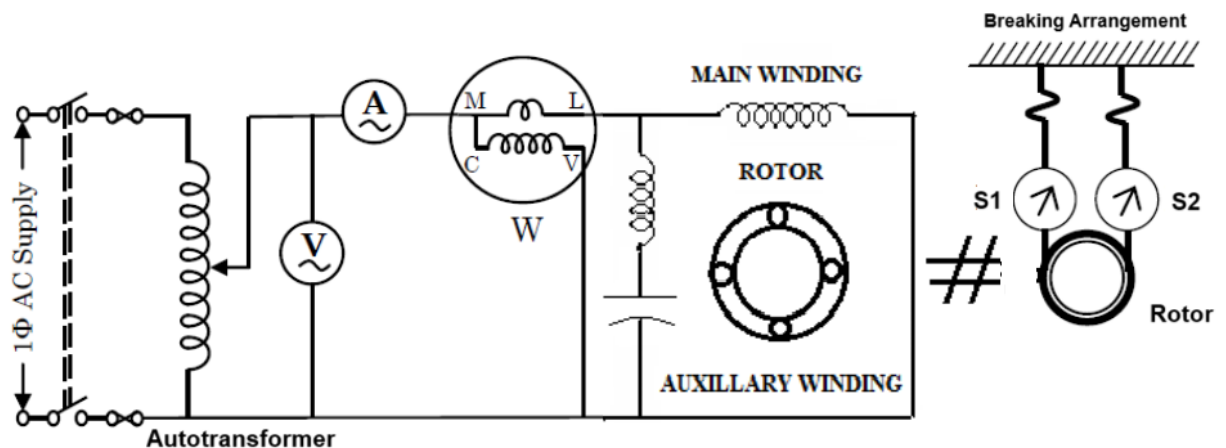 Breaking Arrangement
MAIN WINDING
A
M
L
C
V
W
ROTOR
S1
S2
V
1Φ AC Supply
Rotor
AUXILLARY WINDING
Autotransformer